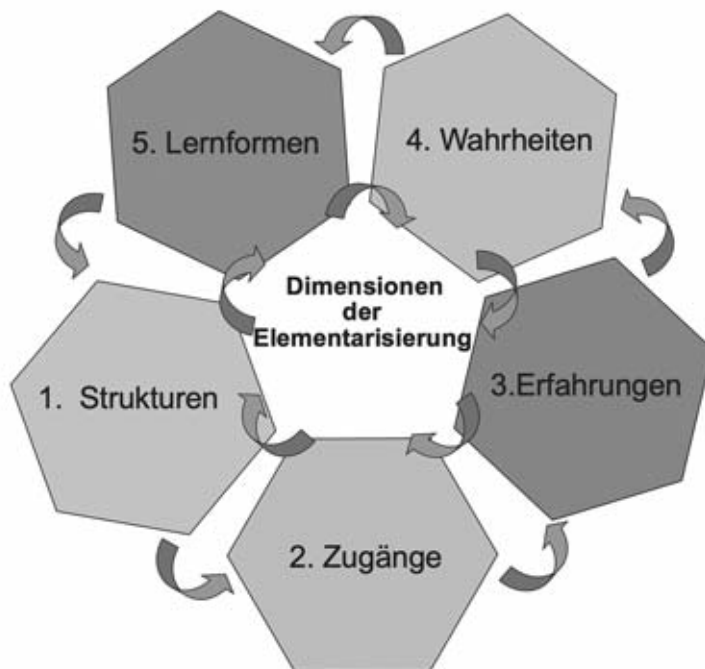 5. Lernformen
4. Wahrheiten
Dimensionen
der
Elementarisierung
1. Strukturen
3.Erfahrungen
2. Zugänge